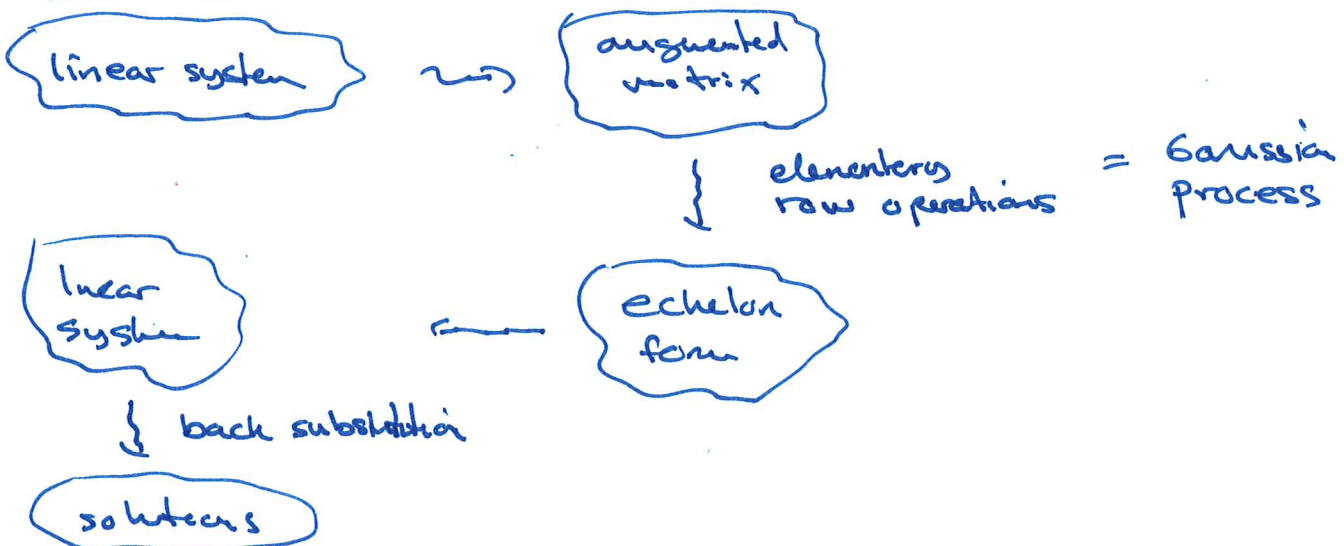 linear system
augmented
matrix
elementary
row operations
= Gaussian
process
linear
system
echelon
form
back substitution
solutions